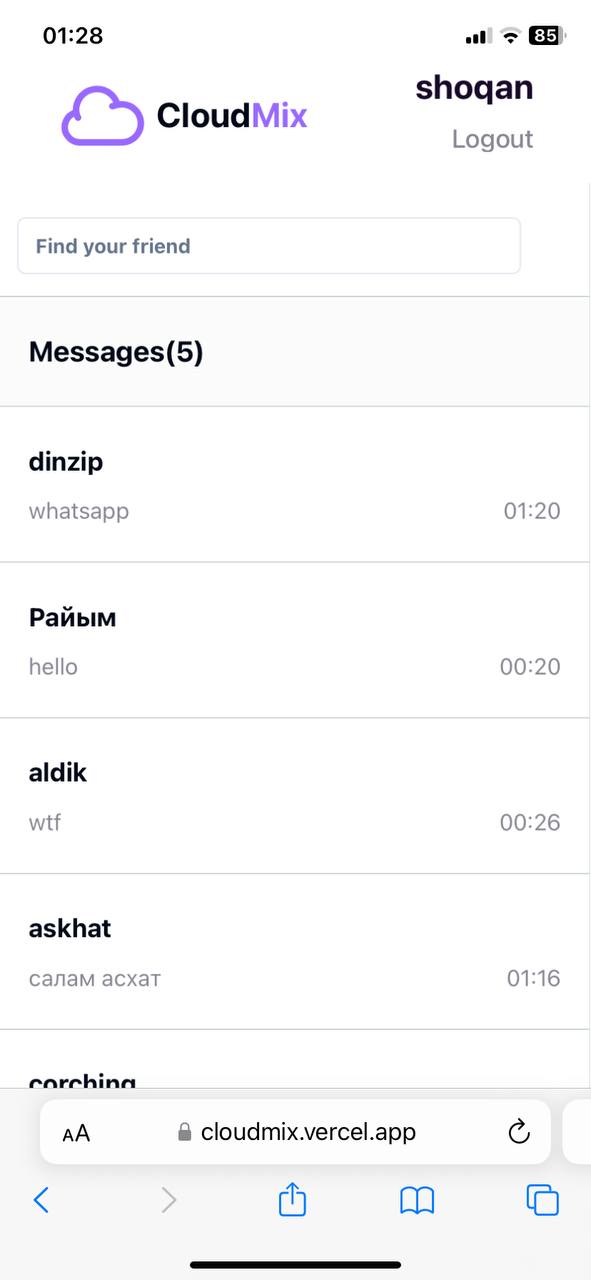 01:28
85
CloudMix
shoqan
Logout
Find your friend
Messages(5)
dinzip
whatsapp
01:20
Райым
hello
00:20
aldik
wtf
00:26
askhat
салам асхат
01:16
corching
AA
cloudmix.vercel.app